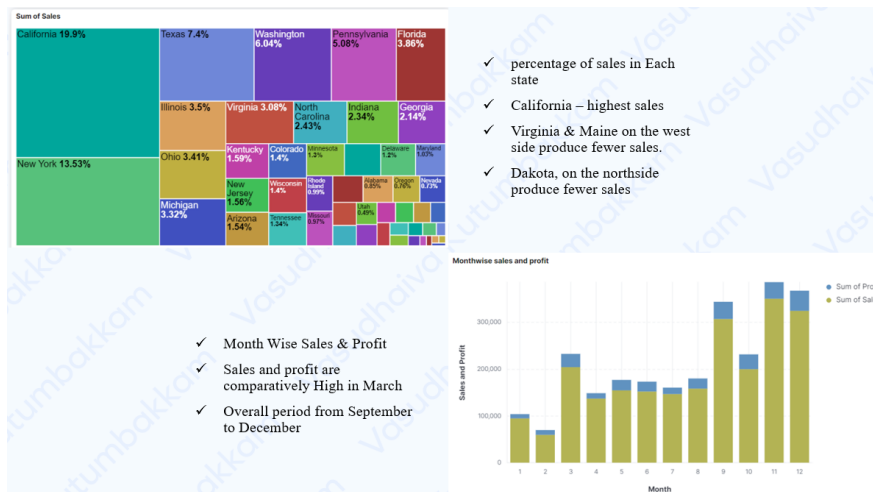 Sum of Sales
California 19.9%
Texas 7.4%
Washington
6.04%
Pennsylvania
5.08%
Florida
3.86%
Illinois 3.5%
Virginia 3.08%
North
Carolina
2.43%
Indiana
2.34%
Georgia
2.14%
New York 13.53%
Ohio 3.41%
Kentucky
1.59%
Colorado
1.4%
Minnesota
Delaware
1.2%
Maryland
1.03%
New
Jersey
1.56%
Wisconsin
1.4%
Rhode
Island
0.99%
Alabama
0.85%
Oregon
0.76%
Nevada
0.73%
Michigan
3.32%
Arizona
1.54%
Tennessee
1.34%
Missouri
0.97%
Utah
0.49%
✓ percentage of sales in Each
state
✓ California – highest sales
✓ Virginia & Maine on the west
side produce fewer sales.
✓ Dakota, on the northside
produce fewer sales
✓ Month Wise Sales & Profit
✓ Sales and profit are
comparatively High in March
✓ Overall period from September
to December
Monthwise sales and profit
Sum of Pro
Sum of Sal
Sales and Profit
300,000
200,000
100,000
0
1 2 3 4 5 6 7 8 9 10 11 12
Month
Vasudhaiva Kutumbakkam